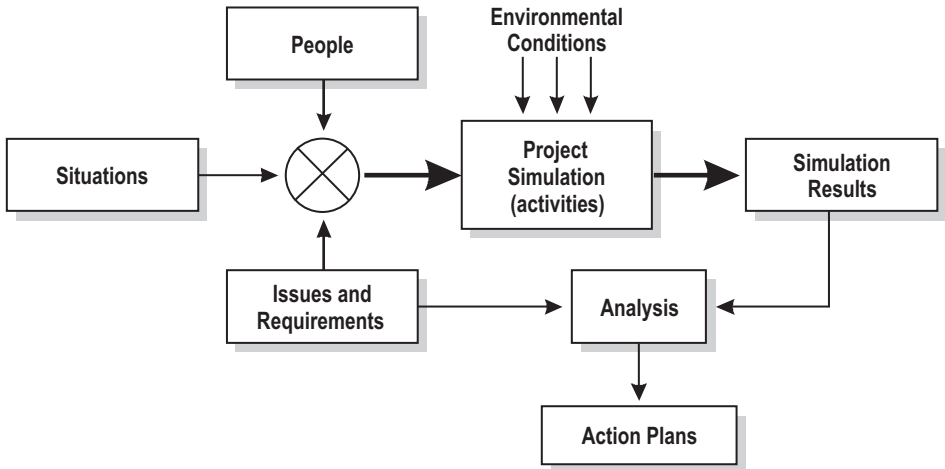 People
Environmental
Conditions
Situations
Project
Simulation
(activities)
Simulation
Results
Issues and
Requirements
Analysis
Action Plans